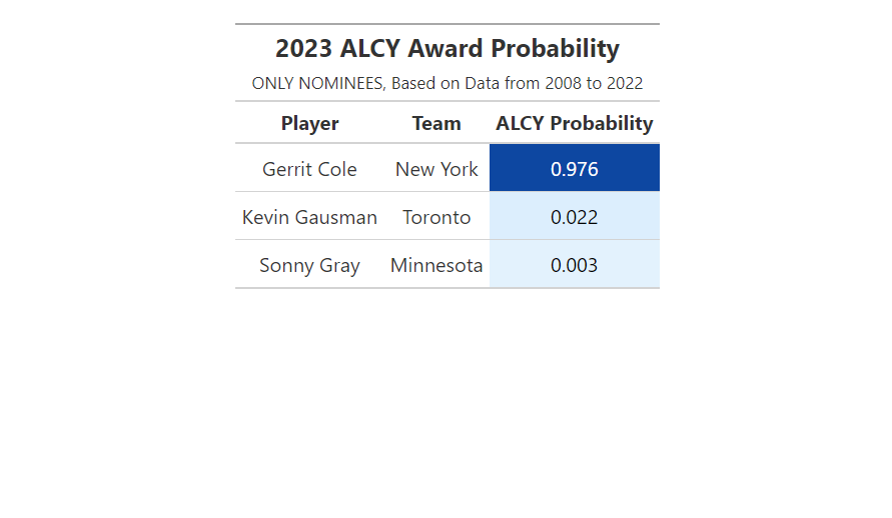 2023 ALCY Award Probability
ONLY NOMINEES, Based on Data from 2008 to 2022
Player Team ALCY Probability
Gerrit Cole New York 0.976
Kevin Gausman Toronto 0.022
Sonny Gray Minnesota 0.003